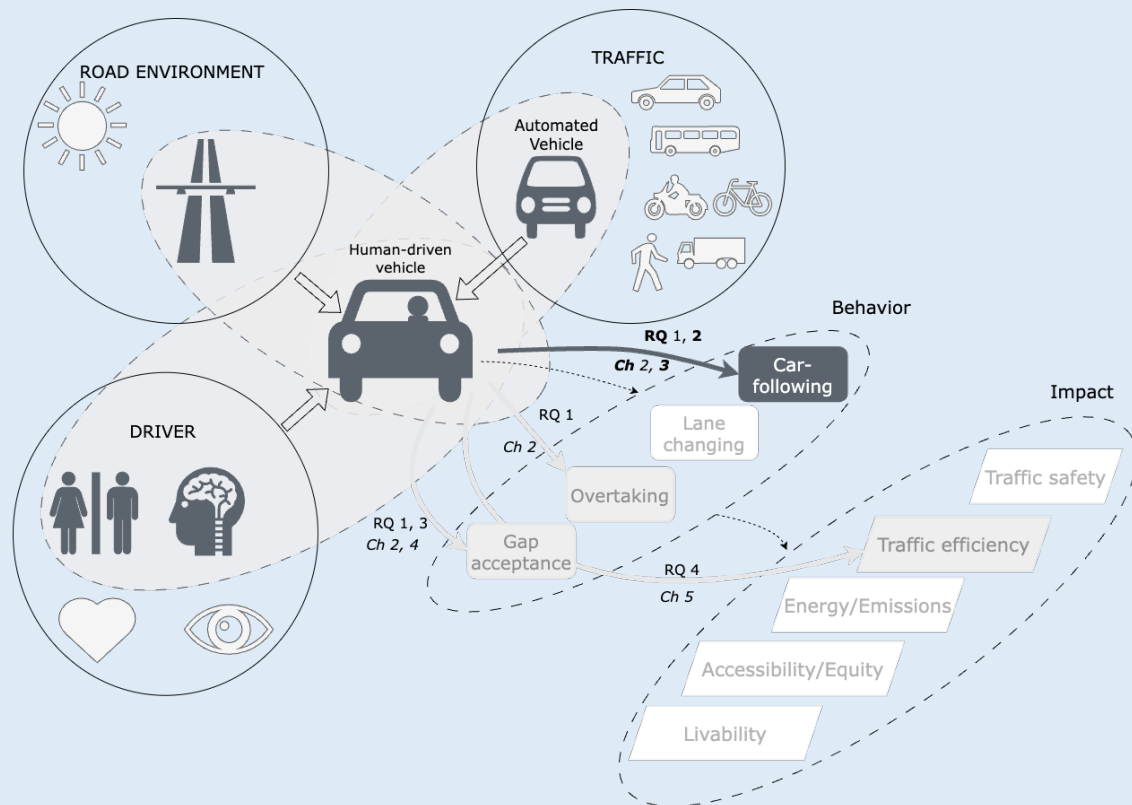 ROAD ENVIRONMENT
TRAFFIC
Automated
Vehicle
Human-driven
vehicle
DRIVER
Behavior
RQ 1, 2
Ch 2, 3
Car-
following
Lane
changing
RQ 1
Ch 2
Overtaking
RQ 1, 3
Ch 2, 4
Gap
acceptance
RQ 4
Ch 5
Impact
Traffic safety
Traffic efficiency
Energy/Emissions
Accessibility/Equity
Livability